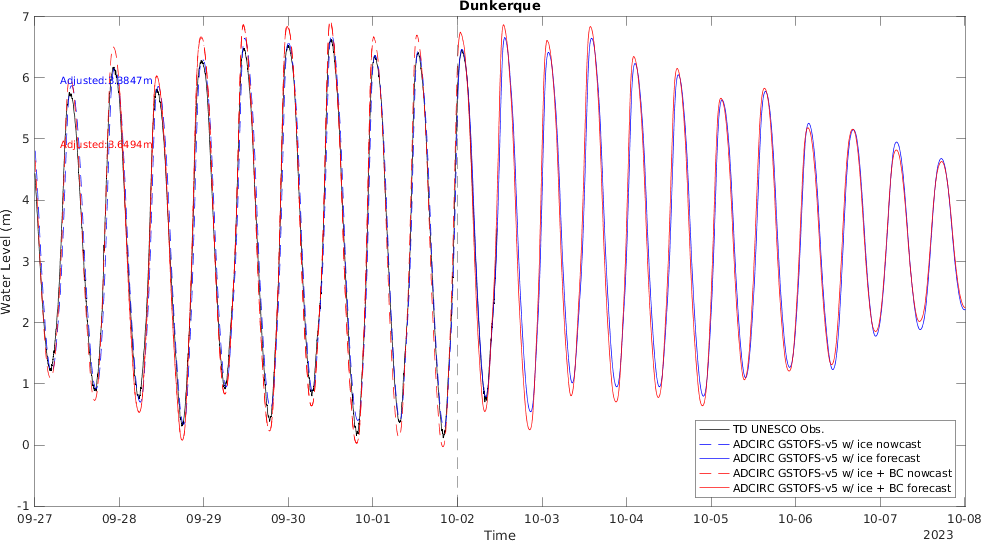 Dunkerque
7
6
5
4
3
2
1
0
-1
Water Level (m)
Adjusted:3.3847m
Adjusted:3.6494m
TD UNESCO Obs.
ADCIRC GSTOFS-v5 w/ ice nowcast
ADCIRC GSTOFS-v5 w/ ice forecast
ADCIRC GSTOFS-v5 w/ ice + BC nowcast
ADCIRC GSTOFS-v5 w/ ice + BC forecast
09-27 09-28 09-29 09-30 10-01 10-02 10-03 10-04 10-05 10-06 10-07 10-08
Time
2023